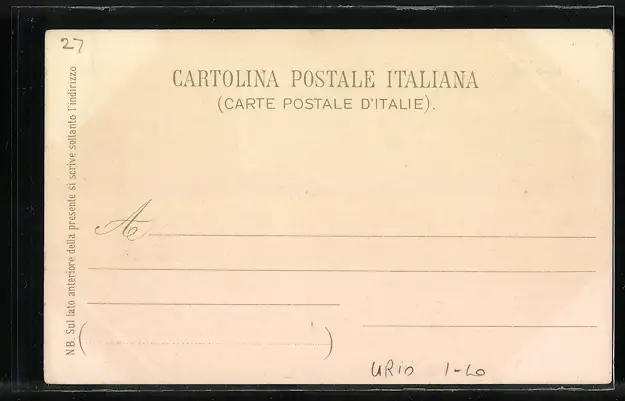 27
CARTOLINA POSTALE ITALIANA
(CARTE POSTALE D'ITALIE).
NB. Sul lato anteriore della presente si scrive soltanto l'indirizzo
A
( )
URIO 1-LO